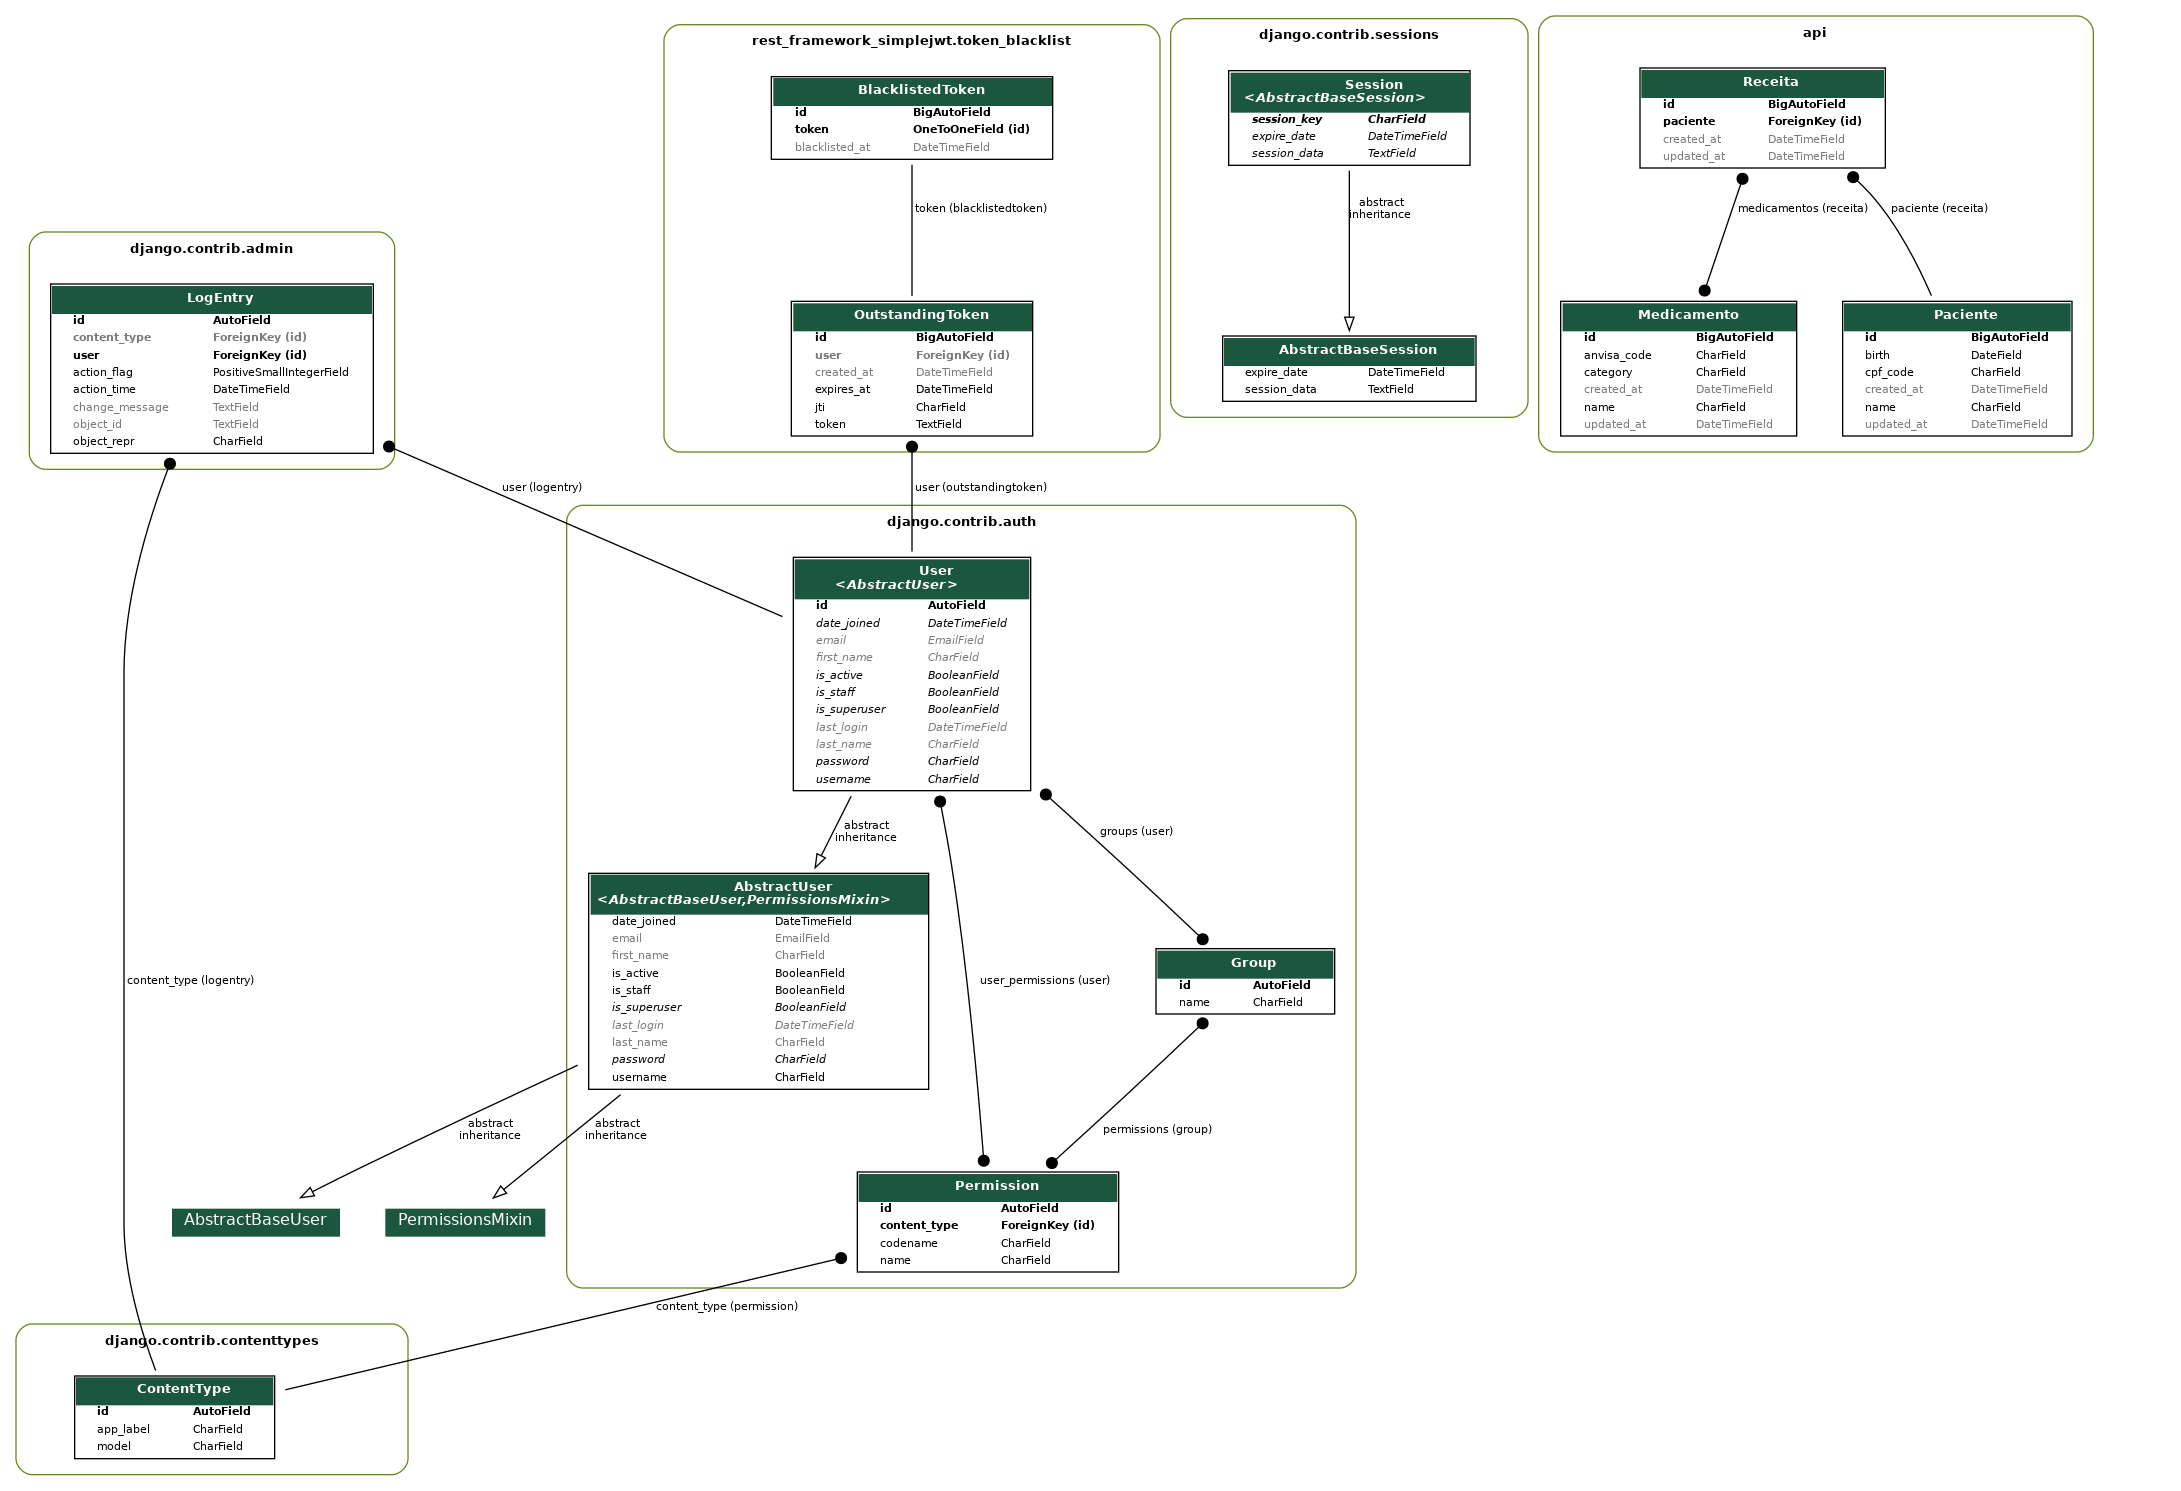 rest_framework_simplejwt.token_blacklist
BlacklistedToken
id BigAutoField
token OneToOneField (id)
blacklisted_at DateTimeField
token (blacklistedtoken)
OutstandingToken
id BigAutoField
user ForeignKey (id)
created_at DateTimeField
expires_at DateTimeField
jti CharField
token TextField
user (outstandingtoken)
django.contrib.sessions
Session
<AbstractBaseSession>
session_key CharField
expire_date DateTimeField
session_data TextField
abstract
inheritance
AbstractBaseSession
expire_date DateTimeField
session_data TextField
api
Receita
id BigAutoField
paciente ForeignKey (id)
created_at DateTimeField
updated_at DateTimeField
medicamentos (receita)
paciente (receita)
Medicamento
id BigAutoField
anvisa_code CharField
category CharField
created_at DateTimeField
name CharField
updated_at DateTimeField
Paciente
id BigAutoField
birth DateField
cpf_code CharField
created_at DateTimeField
name CharField
updated_at DateTimeField
django.contrib.admin
LogEntry
id AutoField
content_type ForeignKey (id)
user ForeignKey (id)
action_flag PositiveSmallIntegerField
action_time DateTimeField
change_message TextField
object_id TextField
object_repr CharField
user (logentry)
content_type (logentry)
django.contrib.auth
User
<AbstractUser>
id AutoField
date_joined DateTimeField
email EmailField
first_name CharField
is_active BooleanField
is_staff BooleanField
is_superuser BooleanField
last_login DateTimeField
last_name CharField
password CharField
username CharField
abstract
inheritance
groups (user)
user_permissions (user)
AbstractUser
<AbstractBaseUser,PermissionsMixin>
date_joined DateTimeField
email EmailField
first_name CharField
is_active BooleanField
is_staff BooleanField
is_superuser BooleanField
last_login DateTimeField
last_name CharField
password CharField
username CharField
Group
id AutoField
name CharField
permissions (group)
abstract
inheritance
abstract
inheritance
AbstractBaseUser
PermissionsMixin
Permission
id AutoField
content_type ForeignKey (id)
codename CharField
name CharField
content_type (permission)
django.contrib.contenttypes
ContentType
id AutoField
app_label CharField
model CharField